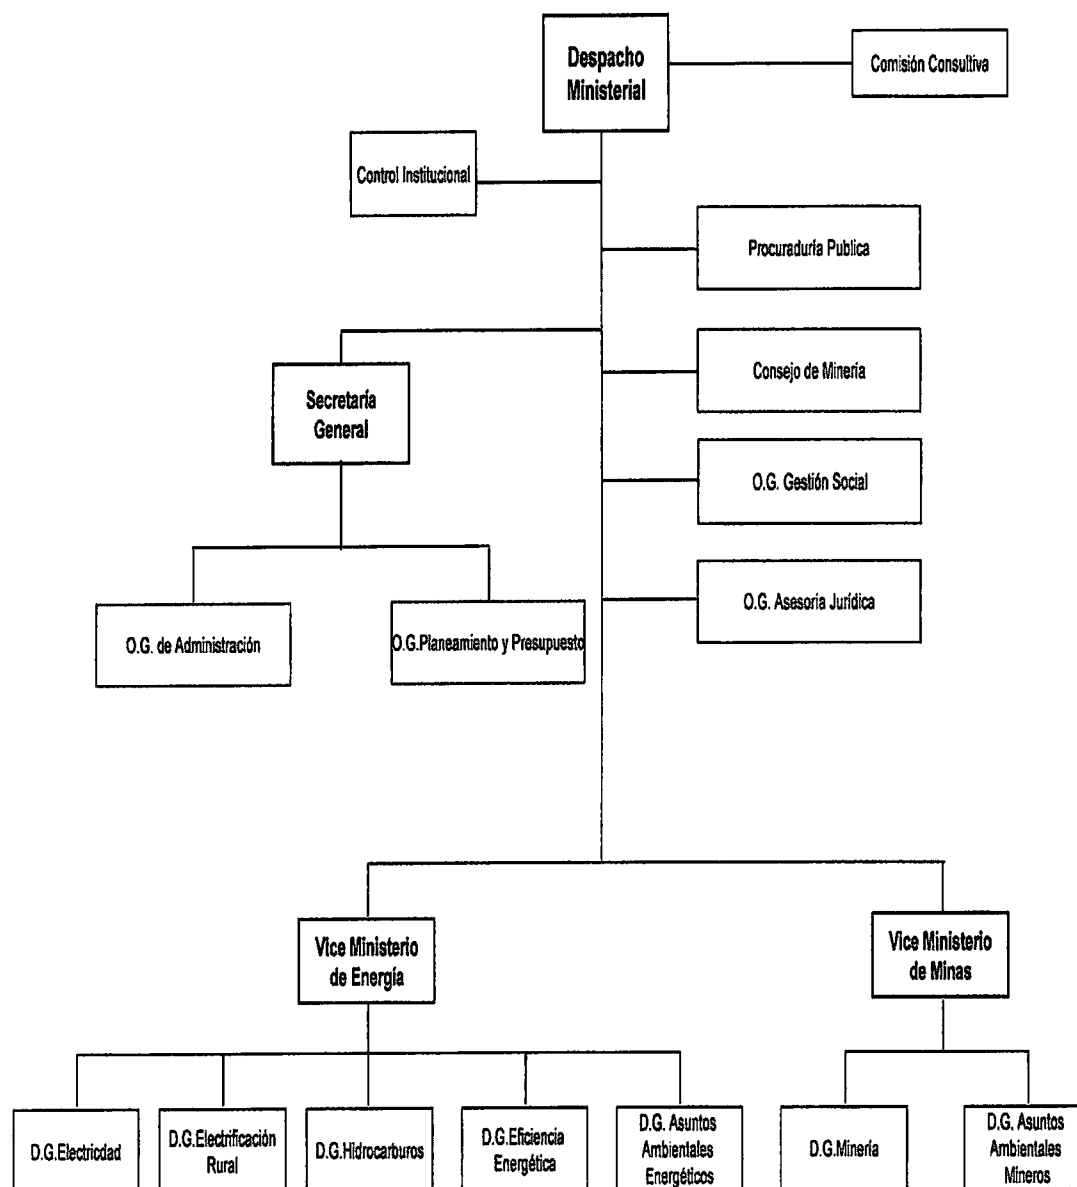 Despacho
Ministerial
Comisión Consultiva
Control Institucional
Procuraduría Publica
Consejo de Minería
Secretaría
General
O.G. Gestión Social
O.G. Asesoría Jurídica
O.G. de Administración
O.G.Planeamiento y Presupuesto
Vice Ministerio
de Energía
Vice Ministerio
de Minas
D.G.Electricdad
D.G.Electrificación
Rural
D.G.Hidrocarburos
D.G.Eficiencia
Energética
D.G. Asuntos
Ambientales
Energéticos
D.G.Minería
D.G. Asuntos
Ambientales
Mineros